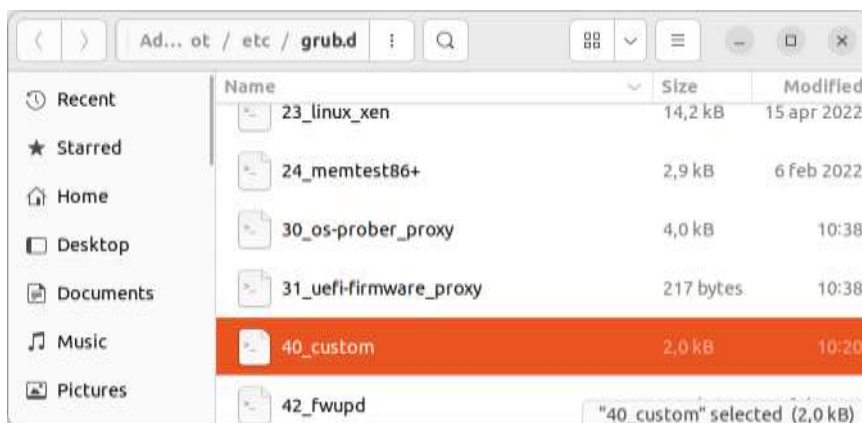 Ad... ot / etc / grub.d
Name Size Modified
Recent
23_linux_xen 14,2 kB 15 apr 2022
Starred
24_memtest86+ 2,9 kB 6 feb 2022
Home
30_os-prober_proxy 4,0 kB 10:38
Desktop
Documents
31_uefi-firmware_proxy 217 bytes 10:38
Music
40_custom 2,0 kB 10:20
Pictures
42_fwupd
"40_custom" selected (2,0 kB)